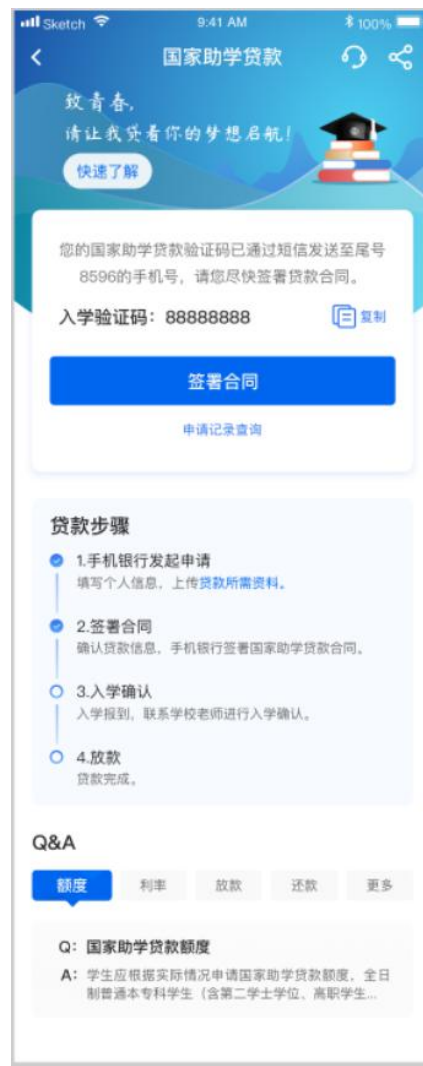 Sketch 9:41 AM 100%
国家助学贷款
致青春,
请让我贷着你的梦想启航!
快速了解
您的国家助学贷款验证码已通过短信发送至尾号
8596的手机号，请您尽快签署贷款合同。
入学验证码：88888888 复制
签署合同
申请记录查询
贷款步骤
1.手机银行发起申请
填写个人信息，上传贷款所需资料。
2.签署合同
确认贷款信息，手机银行签署国家助学贷款合同。
3.入学确认
入学报到，联系学校老师进行入学确认。
4.放款
贷款完成。
Q&A
额度 利率 放款 还款 更多
Q：国家助学贷款额度
A：学生应根据实际情况申请国家助学贷款额度，全日
制普通本专科学生（含第二学士学位、高职学生...